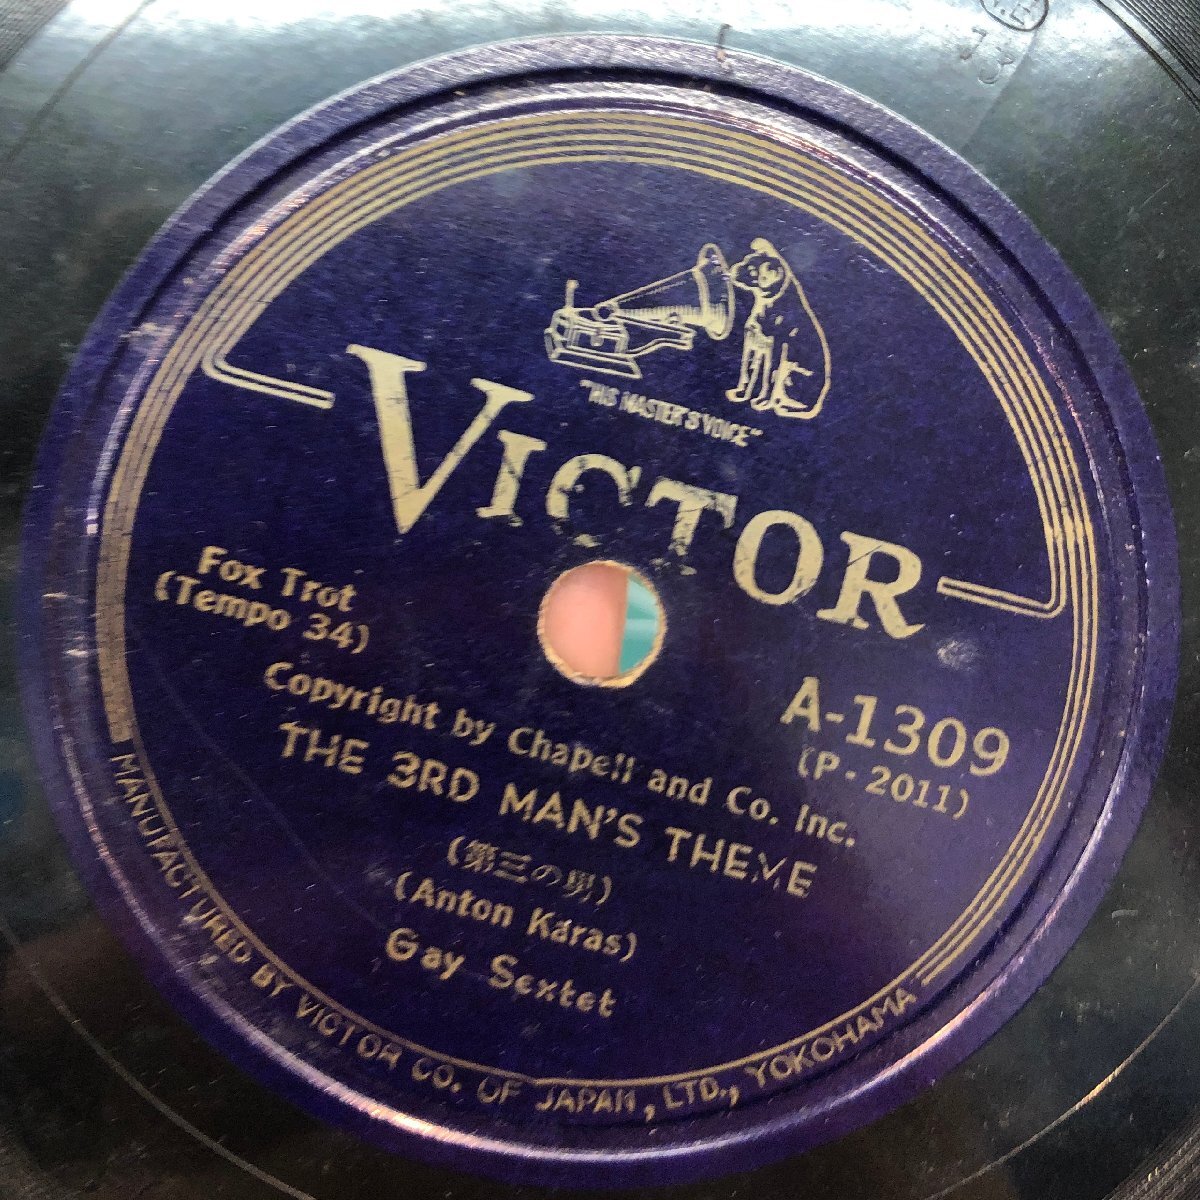 "HIS MASTER'S VOICE"
VICTOR
Fox Trot
(Tempo 34)
A-1309
(P・2011)
Copyright by Chapell and Co. Inc.
THE 3RD MAN'S THEME
(第三の男)
(Anton Karas)
Gay Sextet
MANUFACTURED BY VICTOR CO. OF JAPAN, LTD., YOKOHAMA